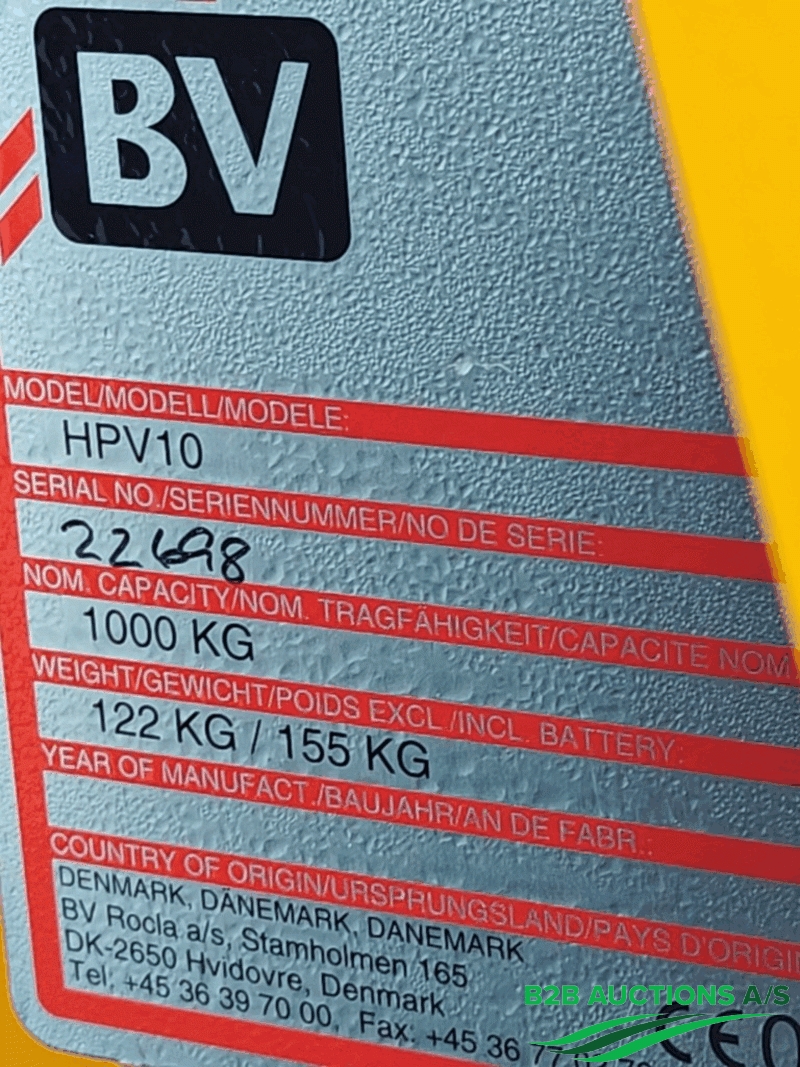 BV
MODEL/MODELL/MODELE:
HPV10
SERIAL NO./SERIENNUMMER/NO DE SERIE:
22698
NOM. CAPACITY/NOM. TRAGFÄHIGKEIT/CAPACITE NOM
1000 KG
WEIGHT/GEWICHT/POIDS EXCL./INCL. BATTERY:
122 KG / 155 KG
YEAR OF MANUFACT./BAUJAHR/AN DE FABR.:
COUNTRY OF ORIGIN/URSPRUNGSLAND/PAYS D'ORIGIN
DENMARK, DÄNEMARK, DANEMARK
BV Rocla a/s, Stamholmen 165
DK-2650 Hvidovre, Denmark
Tel: +45 36 39 70 00, Fax: +45 36 77
CE
B2B AUCTIONS A/S